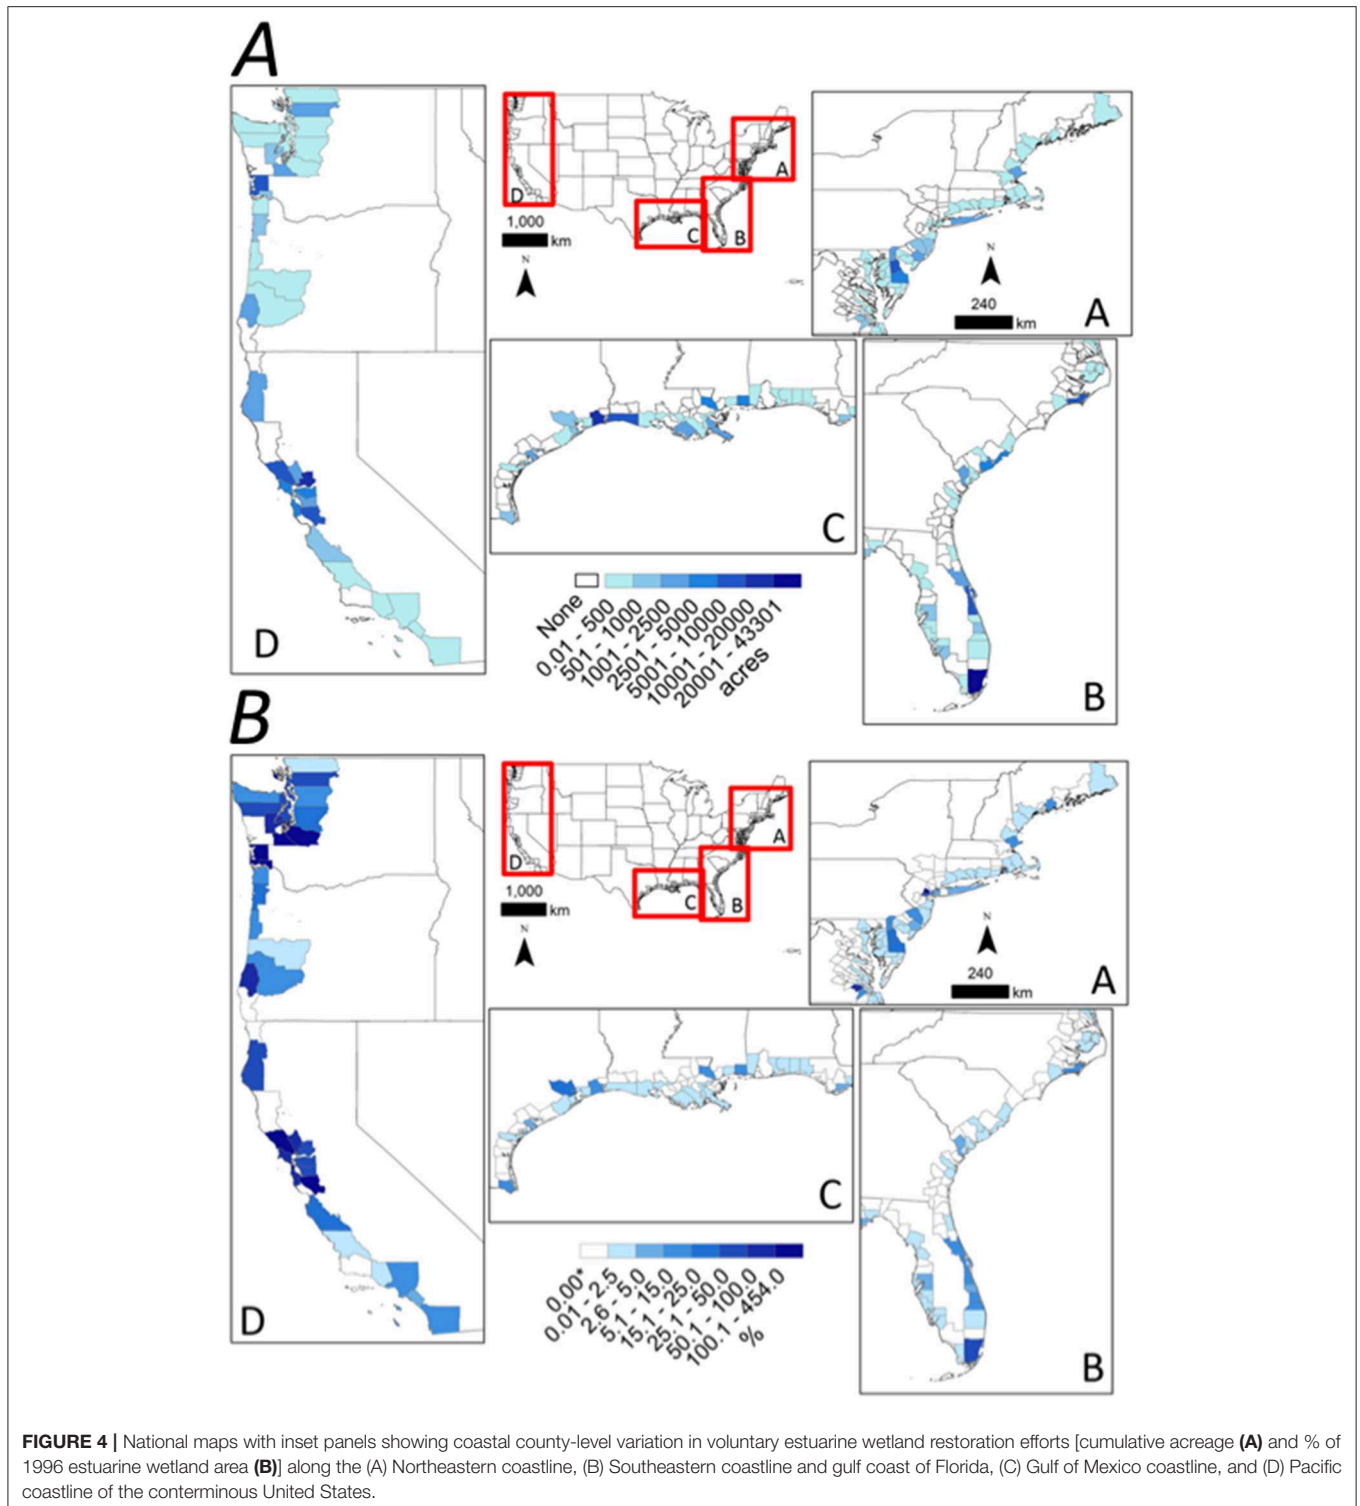 A
D
1,000
km
N
A
B
C
D
N
240
km
A
C
B
None
0.01 - 500
501 - 1000
1001 - 2500
2501 - 5000
5001 - 10000
10001 - 20000
20001 - 43301
acres
B
D
1,000
km
N
A
B
C
D
N
240
km
A
C
B
0.00*
0.01 - 2.5
2.6 - 5.0
5.1 - 15.0
15.1 - 25.0
25.1 - 50.0
50.1 - 100.0
100.1 - 454.0
%
FIGURE 4 | National maps with inset panels showing coastal county-level variation in voluntary estuarine wetland restoration efforts [cumulative acreage (A) and % of
1996 estuarine wetland area (B)] along the (A) Northeastern coastline, (B) Southeastern coastline and gulf coast of Florida, (C) Gulf of Mexico coastline, and (D) Pacific
coastline of the conterminous United States.